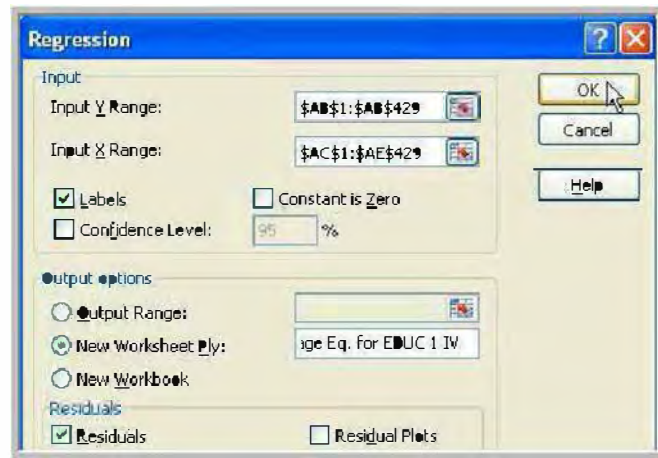 Regression
Input
Input Y Range: $AB$1:$AB$429
Input X Range: $AC$1:$AE$429
Labels Constant is Zero
Confidence Level: 95 %
OK
Cancel
Help
Output options
Output Range:
New Worksheet Ply: age Eq. for EDUC 1 IV
New Workbook
Residuals
Residuals Residual Plots